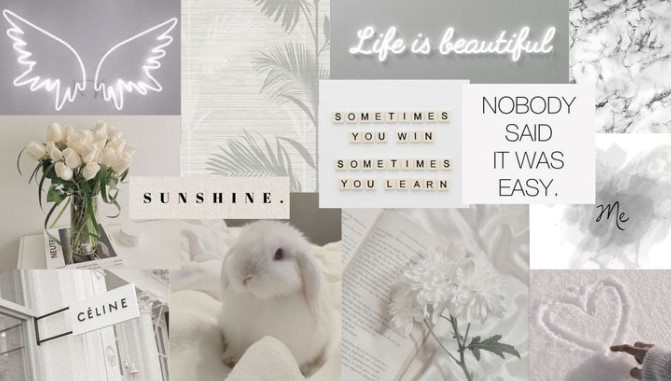 Life is beautiful
SOMETIMES
YOU WIN
SOMETIMES
YOU LEARN
NOBODY
SAID
IT WAS
EASY.
SUNSHINE.
Me
CÉLINE